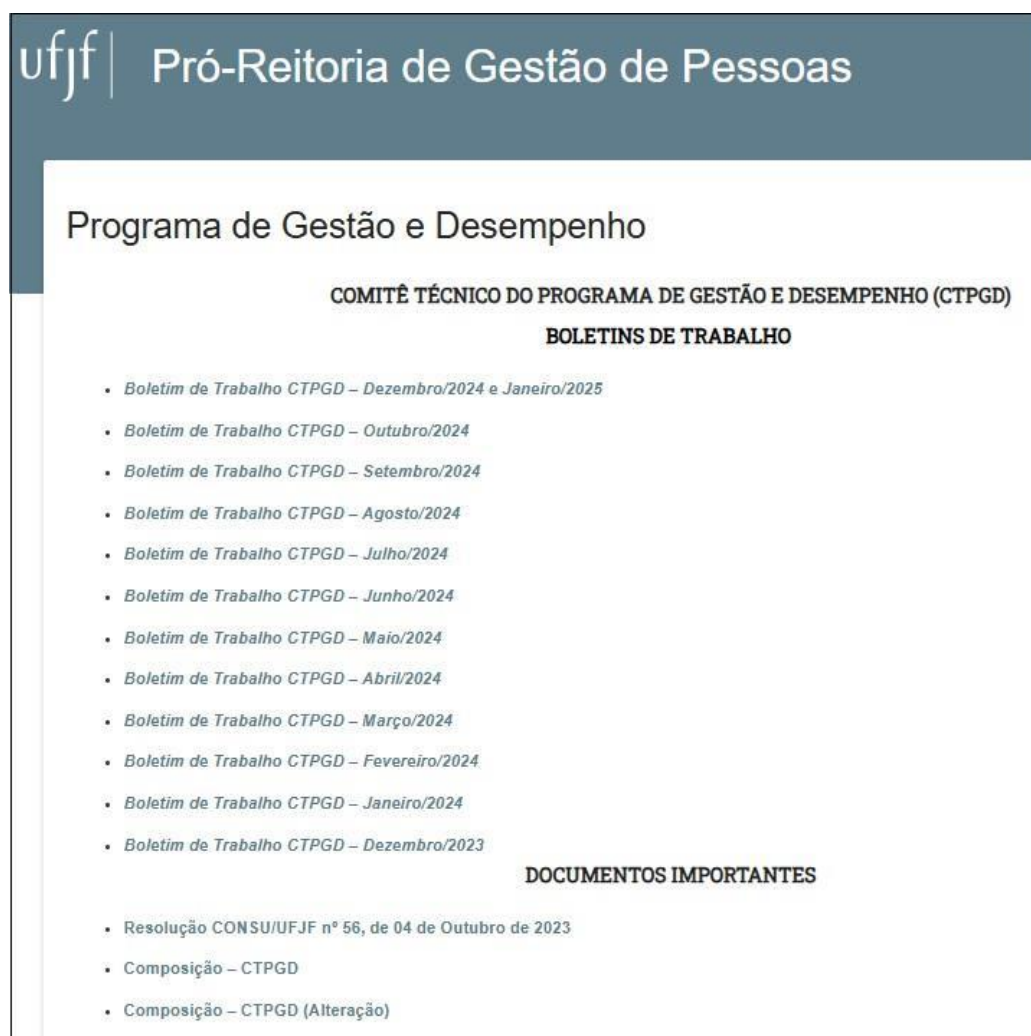 ufjf | Pró-Reitoria de Gestão de Pessoas
Programa de Gestão e Desempenho
COMITÊ TÉCNICO DO PROGRAMA DE GESTÃO E DESEMPENHO (CTPGD)
BOLETINS DE TRABALHO
• Boletim de Trabalho CTPGD – Dezembro/2024 e Janeiro/2025
• Boletim de Trabalho CTPGD – Outubro/2024
• Boletim de Trabalho CTPGD – Setembro/2024
• Boletim de Trabalho CTPGD – Agosto/2024
• Boletim de Trabalho CTPGD – Julho/2024
• Boletim de Trabalho CTPGD – Junho/2024
• Boletim de Trabalho CTPGD – Maio/2024
• Boletim de Trabalho CTPGD – Abril/2024
• Boletim de Trabalho CTPGD – Março/2024
• Boletim de Trabalho CTPGD – Fevereiro/2024
• Boletim de Trabalho CTPGD – Janeiro/2024
• Boletim de Trabalho CTPGD – Dezembro/2023
DOCUMENTOS IMPORTANTES
• Resolução CONSU/UFJF nº 56, de 04 de Outubro de 2023
• Composição – CTPGD
• Composição – CTPGD (Alteração)